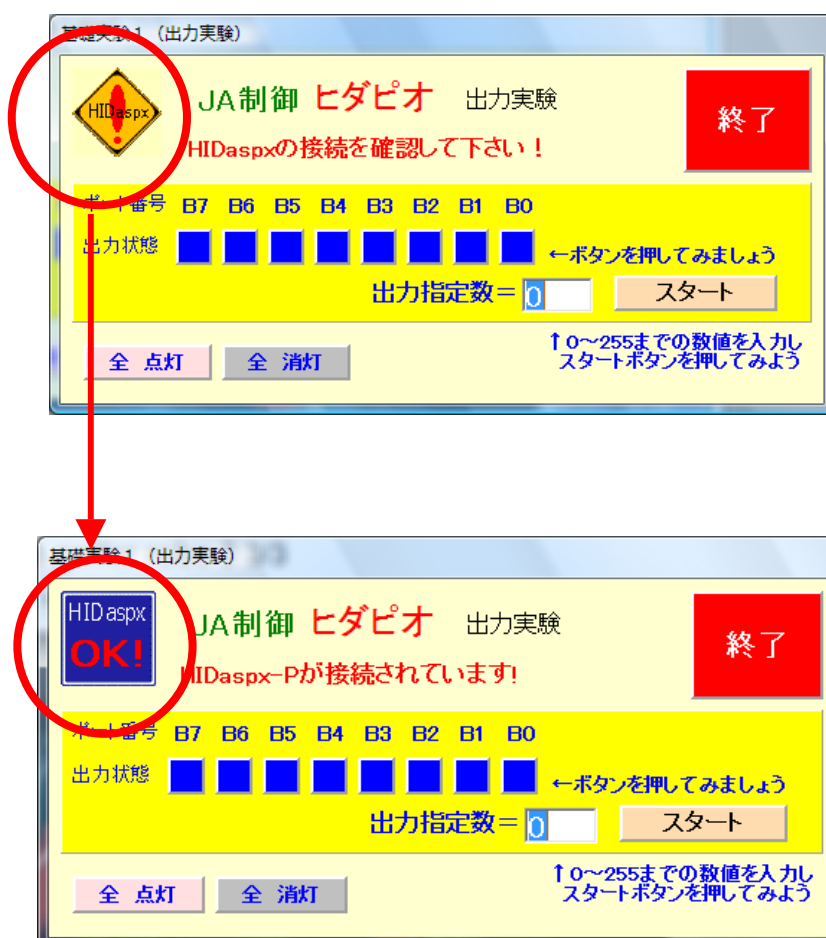 基礎実験１（出力実験）
HIDaspx
JA制御 ヒダピオ 出力実験
終了
HIDaspxの接続を確認して下さい！
ポート番号 B7 B6 B5 B4 B3 B2 B1 B0
出力状態 ←ボタンを押してみましょう
出力指定数＝ 0 スタート
全 点灯 全 消灯
↑0～255までの数値を入力し
スタートボタンを押してみよう
基礎実験１（出力実験）
HIDaspx
OK!
JA制御 ヒダピオ 出力実験
終了
HIDaspx-Pが接続されています!
ポート番号 B7 B6 B5 B4 B3 B2 B1 B0
出力状態 ←ボタンを押してみましょう
出力指定数＝ 0 スタート
全 点灯 全 消灯
↑0～255までの数値を入力し
スタートボタンを押してみよう